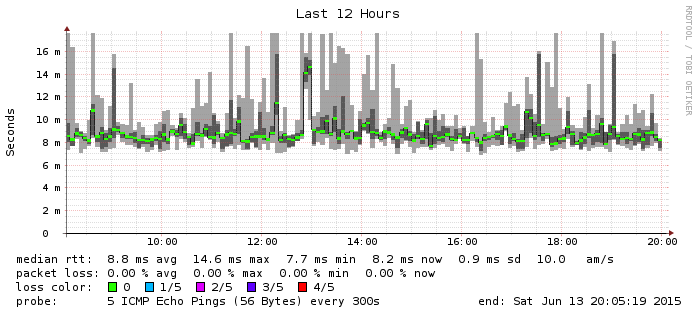 Last 12 Hours
RRDTOOL / TOBI OETIKER
Seconds
16 m
14 m
12 m
10 m
8 m
6 m
4 m
2 m
0
10:00 12:00 14:00 16:00 18:00 20:00
median rtt: 8.8 ms avg 14.6 ms max 7.7 ms min 8.2 ms now 0.9 ms sd 10.0 am/s
packet loss: 0.00 % avg 0.00 % max 0.00 % min 0.00 % now
loss color: 0 1/5 2/5 3/5 4/5
probe: 5 ICMP Echo Pings (56 Bytes) every 300s end: Sat Jun 13 20:05:19 2015